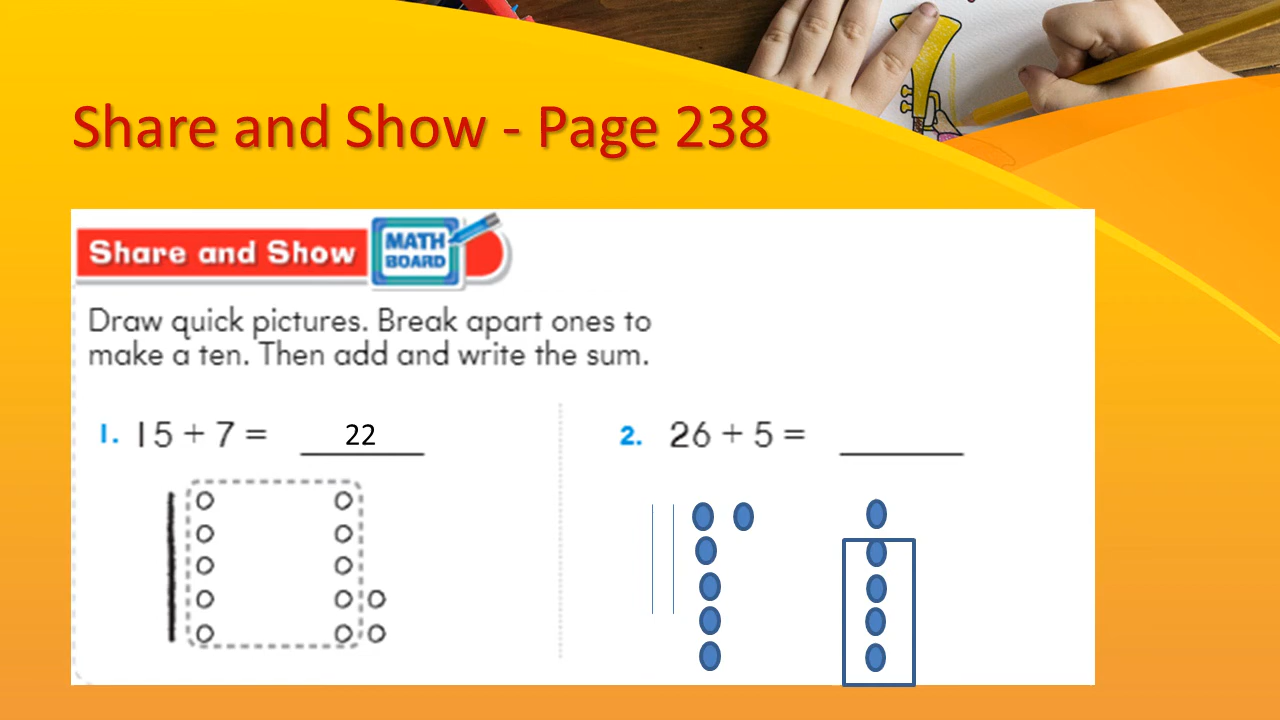 Share and Show - Page 238
Share and Show MATH BOARD
Draw quick pictures. Break apart ones to
make a ten. Then add and write the sum.
1. 15 + 7 = 22
2. 26 + 5 =